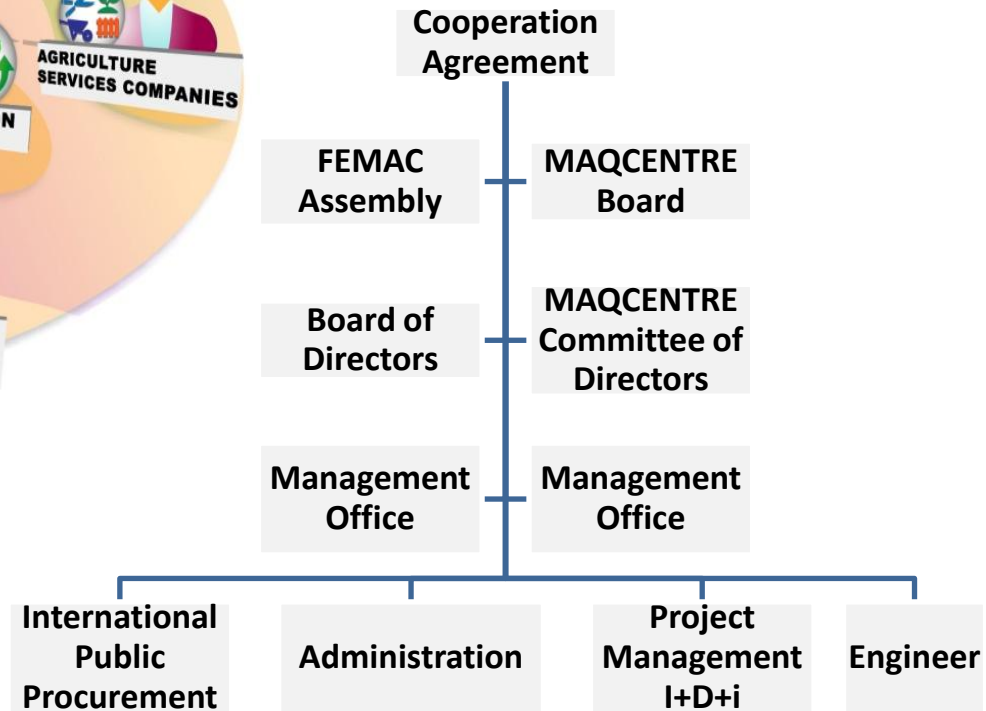 AGRICULTURE
SERVICES COMPANIES
N
Cooperation
Agreement
FEMAC
Assembly
MAQCENTRE
Board
Board of
Directors
MAQCENTRE
Committee of
Directors
Management
Office
Management
Office
International
Public
Procurement
Administration
Project
Management
I+D+i
Engineer